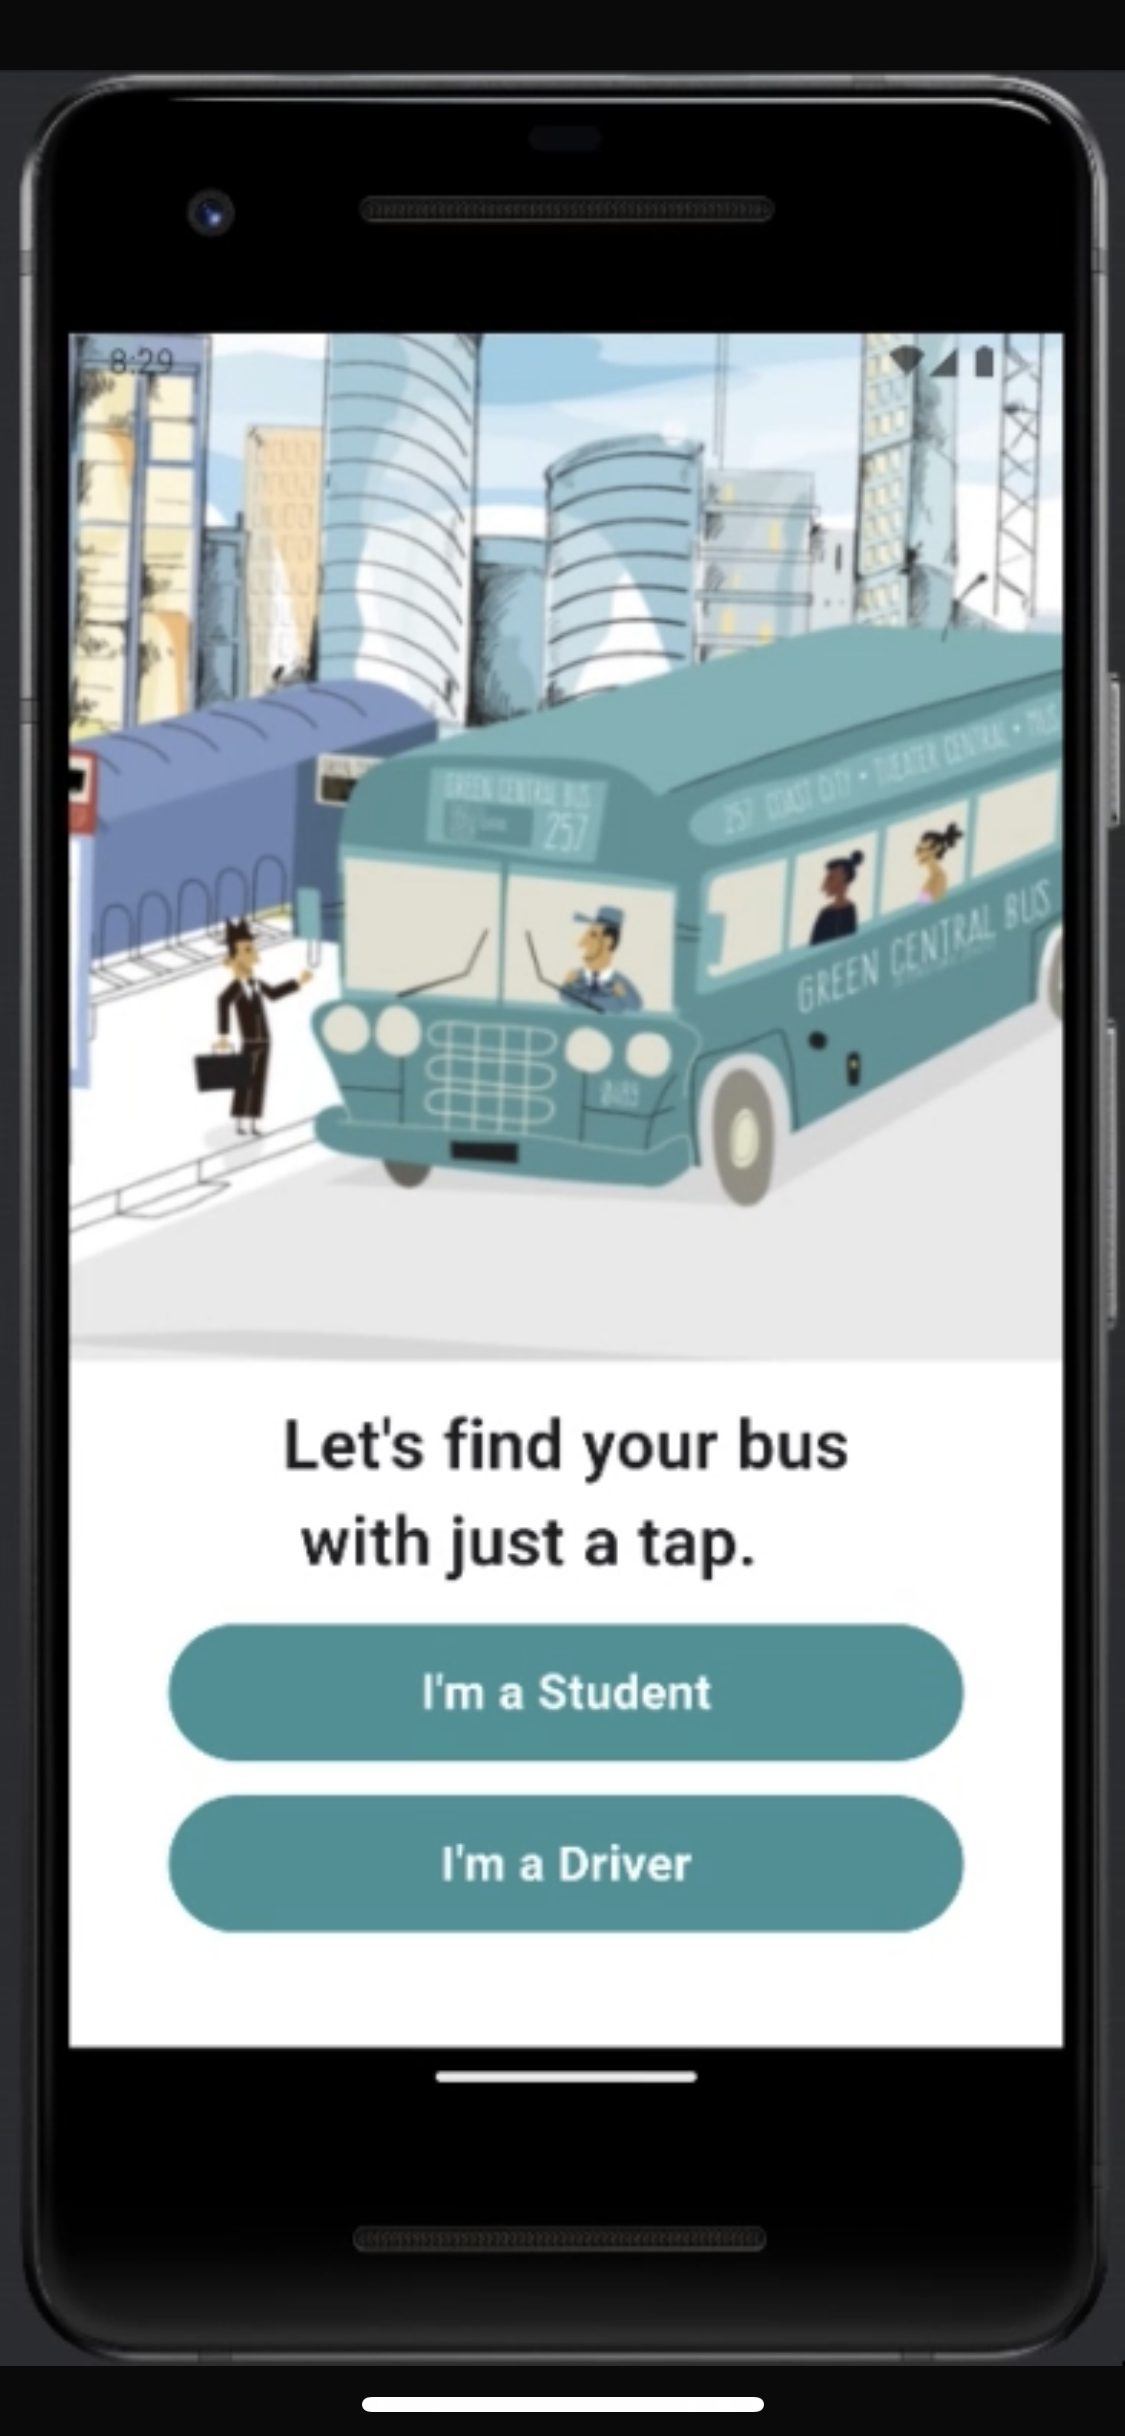 8:29
GREEN CENTRAL BUS
257
257 COAST CITY • THEATER CENTRAL •
GREEN CENTRAL BUS
Let's find your bus
with just a tap.
I'm a Student
I'm a Driver